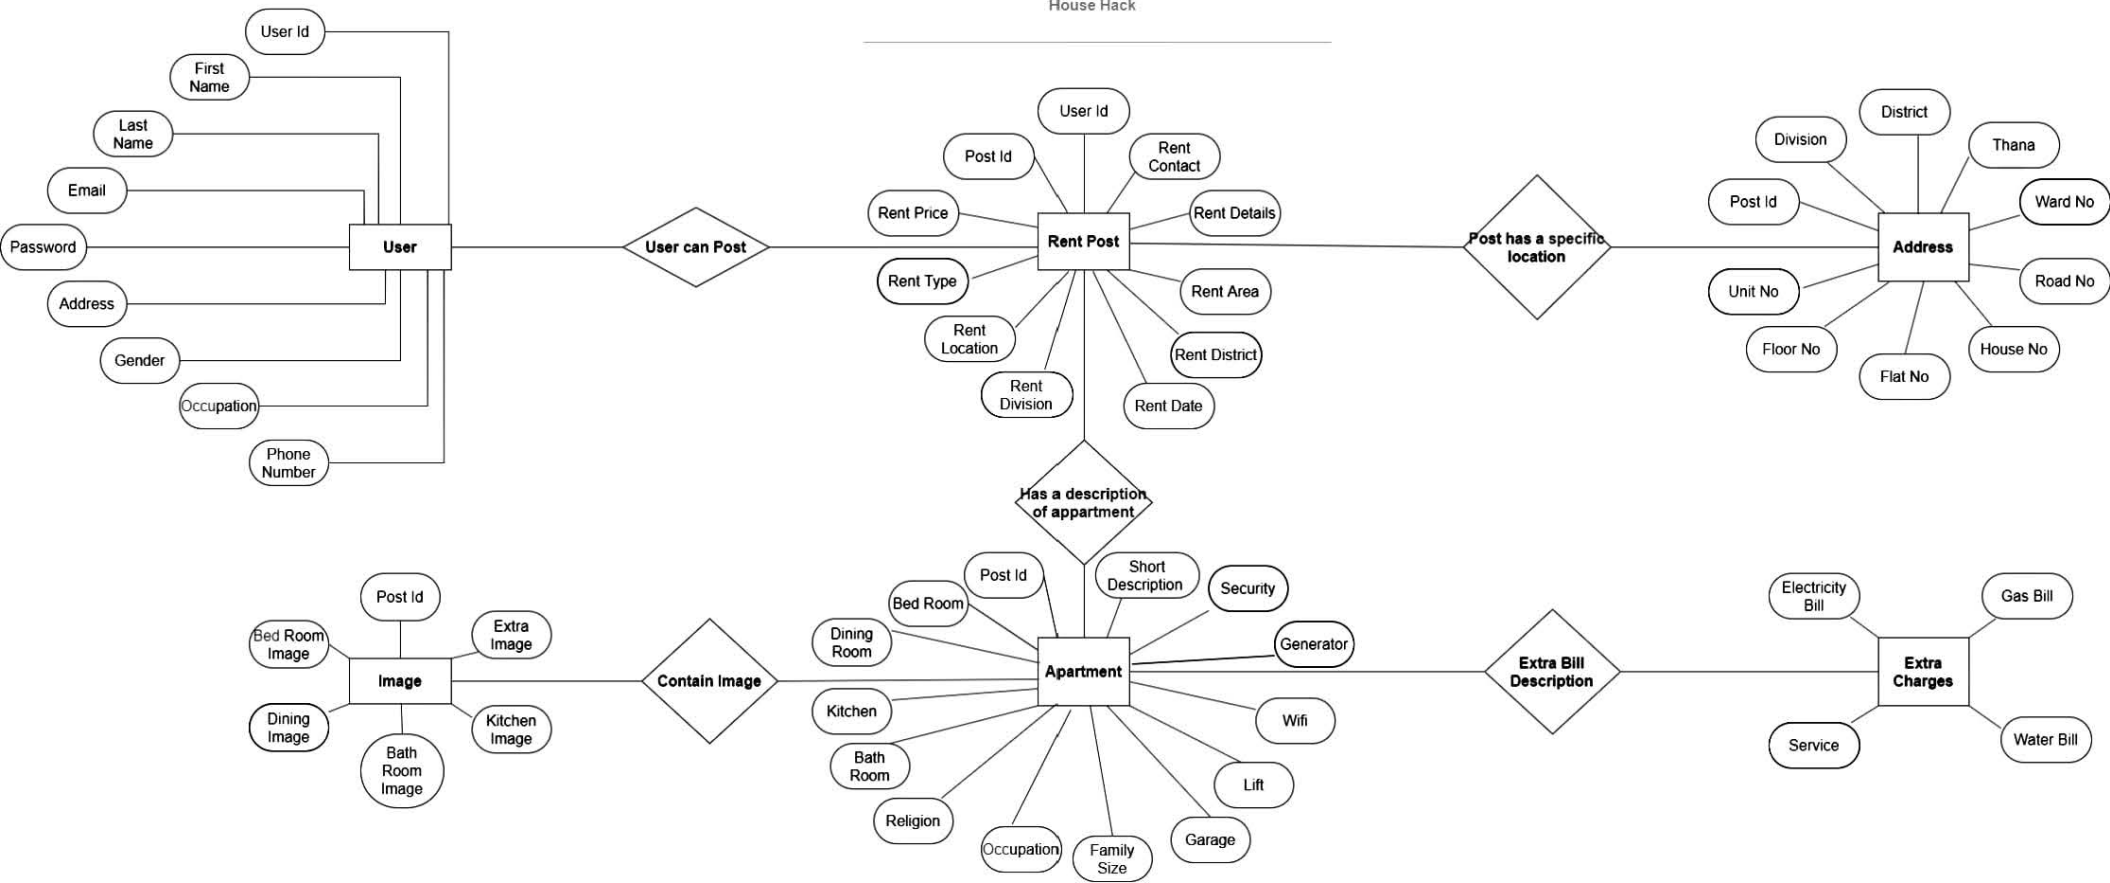 House Hack
User Id
First
Name
Last
Name
Email
Password
Address
Gender
Occupation
Phone
Number
User
User can Post
User Id
Post Id
Rent
Contact
Rent Price
Rent Details
Rent Post
Rent Type
Rent Area
Rent
Location
Rent District
Rent
Division
Rent Date
Post has a specific
location
District
Division
Thana
Post Id
Ward No
Address
Unit No
Road No
Floor No
House No
Flat No
Has a description
of appartment
Post Id
Bed Room
Image
Extra
Image
Image
Dining
Image
Kitchen
Image
Bath
Room
Image
Contain Image
Post Id
Short
Description
Bed Room
Security
Dining
Room
Generator
Apartment
Kitchen
Wifi
Bath
Room
Lift
Religion
Garage
Occupation
Family
Size
Extra Bill
Description
Electricity
Bill
Gas Bill
Extra
Charges
Service
Water Bill